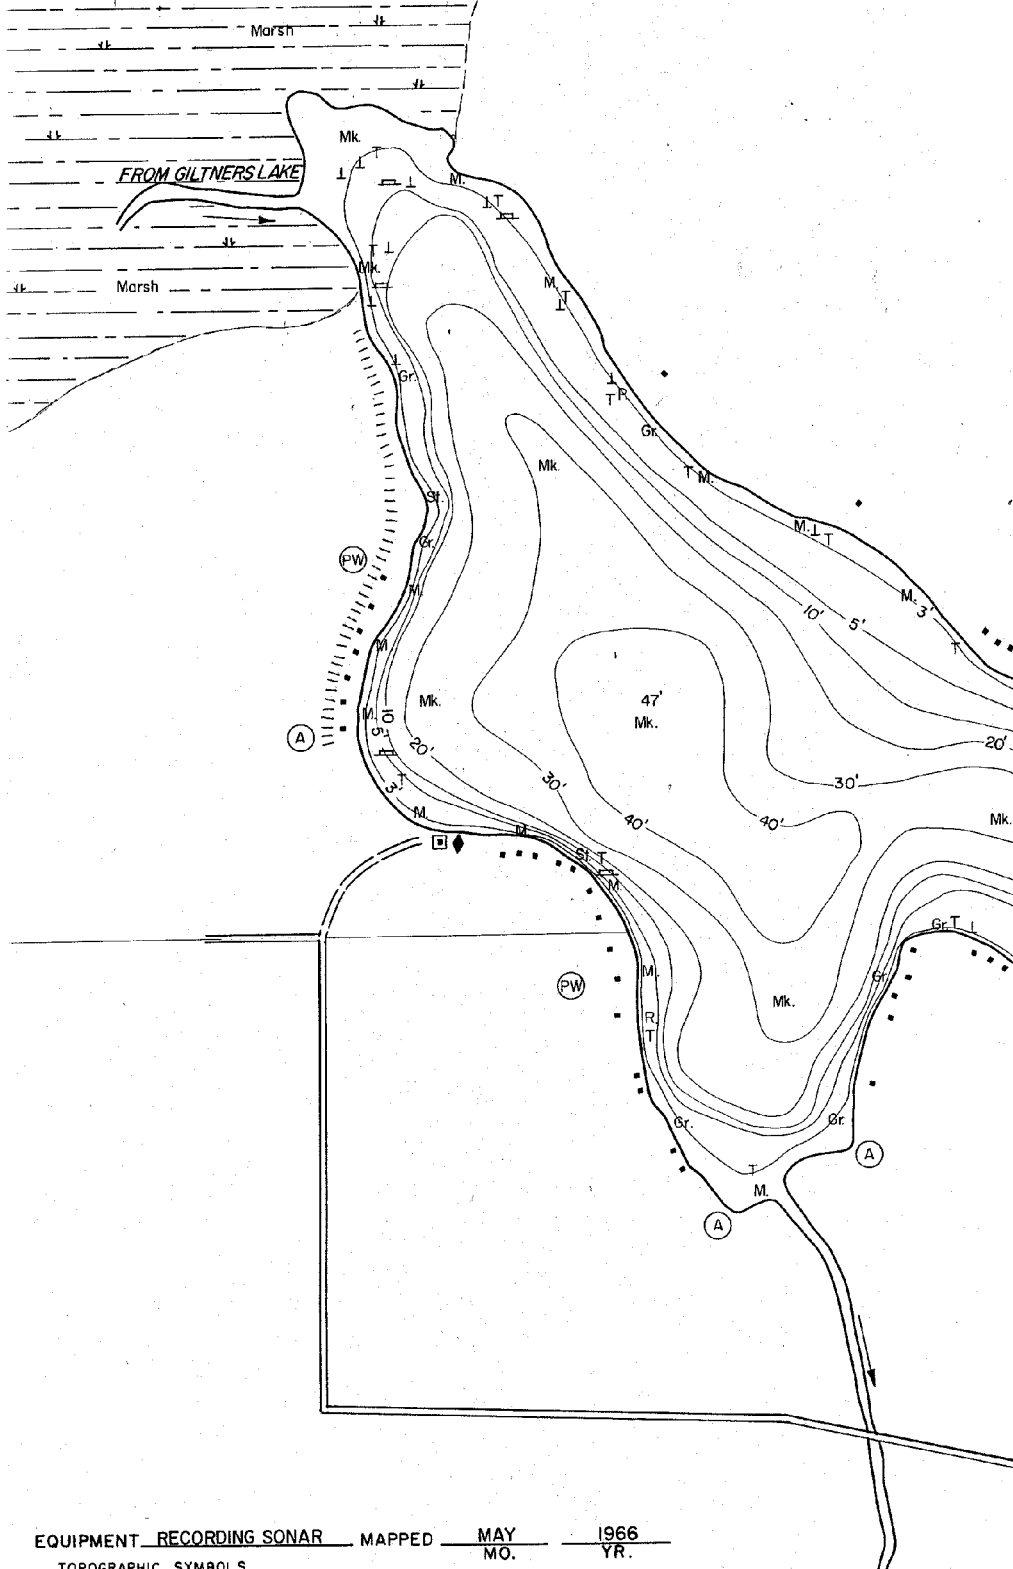 Marsh
Mk.
FROM GILTNERS LAKE
T
M.
T
T
Mk.
M.
Marsh
T
Gr.
T P.
Gr.
Mk.
T M.
St.
M. T
Gr.
PW
M.
M. 3'
10' 5'
M.
T
Mk.
47'
Mk.
M. 10'
5'
A
20'
20'
T
3'
30'
30'
M.
40'
40'
Mk.
M.
St. T
M.
Gr. T
M.
Gr.
PW
Mk.
R.
T
Gr.
Gr.
A
T
M.
A
EQUIPMENT RECORDING SONAR MAPPED MAY 1966
MO. YR.
TOPOGRAPHIC SYMBOLS